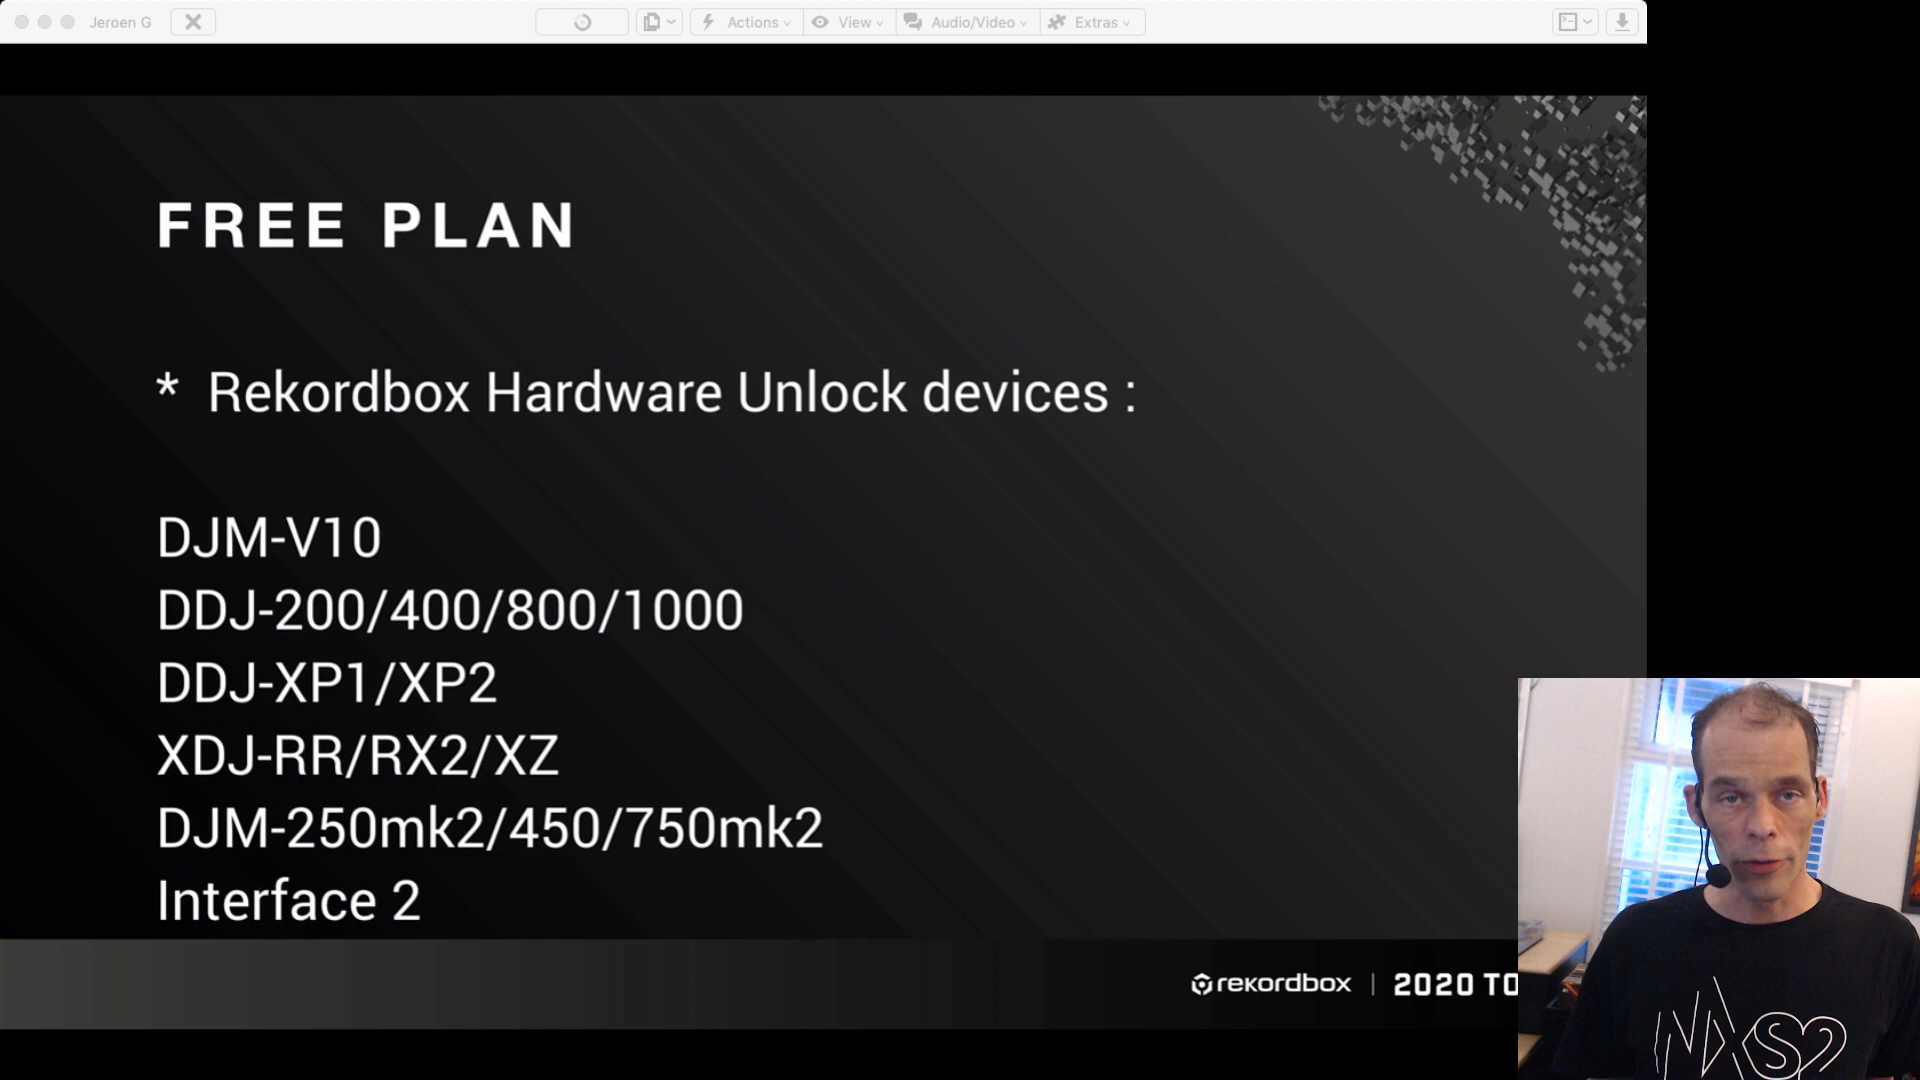 Jeroen G
Actions
View
Audio/Video
Extras
FREE PLAN
* Rekordbox Hardware Unlock devices :
DJM-V10
DDJ-200/400/800/1000
DDJ-XP1/XP2
XDJ-RR/RX2/XZ
DJM-250mk2/450/750mk2
Interface 2
rekordbox | 2020 TO
NXS2